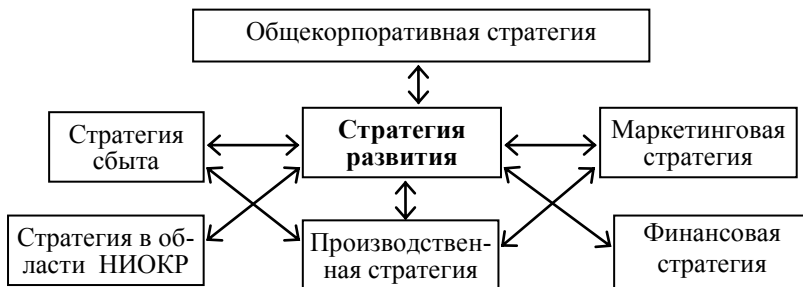 Общекорпоративная стратегия
Стратегия
сбыта
Стратегия
развития
Маркетинговая
стратегия
Стратегия в об-
ласти НИОКР
Производствен-
ная стратегия
Финансовая
стратегия